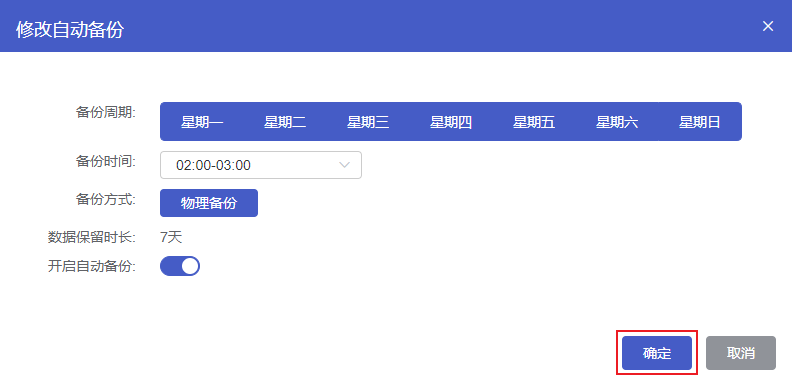 修改自动备份
备份周期: 星期一 星期二 星期三 星期四 星期五 星期六 星期日
备份时间: 02:00-03:00
备份方式: 物理备份
数据保留时长: 7天
开启自动备份:
确定 取消